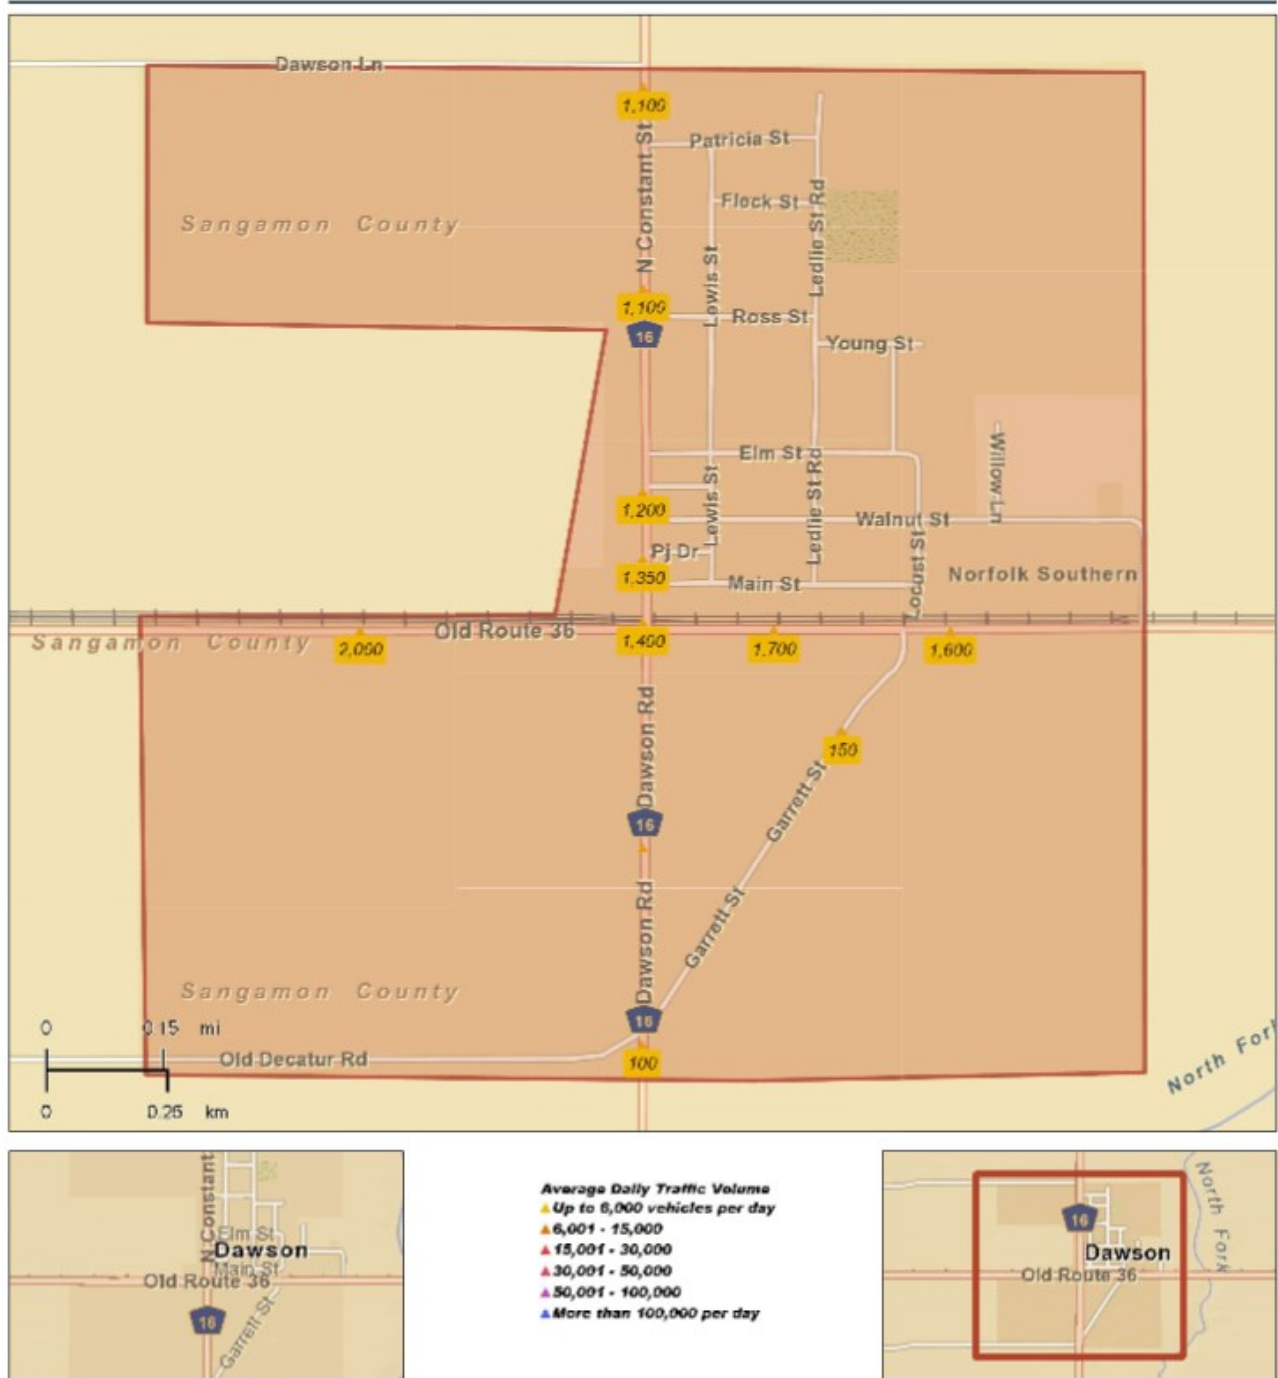 Dawson Ln
1,100
Patricia St
N Constant St
Fleck St
Ledlie St Rd
Sangamon County
Lewis St
1,100
Ross St
16
Young St
Elm St
Willow Ln
Lewis St
Ledlie St Rd
1,200
Walnut St
Pj Dr
Locust St
1,350
Main St
Norfolk Southern
Old Route 36
Sangamon County
2,000
1,400
1,700
1,600
Dawson Rd
150
Garrett St
16
Dawson Rd
Garrett St
Sangamon County
16
0 0.15 mi
Old Decatur Rd
100
North Fork
0 0.25 km
N Constant
Elm St
Dawson
Main St
Old Route 36
16
Garrett St
Average Daily Traffic Volume
Up to 6,000 vehicles per day
6,001 - 15,000
15,001 - 30,000
30,001 - 50,000
50,001 - 100,000
More than 100,000 per day
North Fork
16
Dawson
Old Route 36